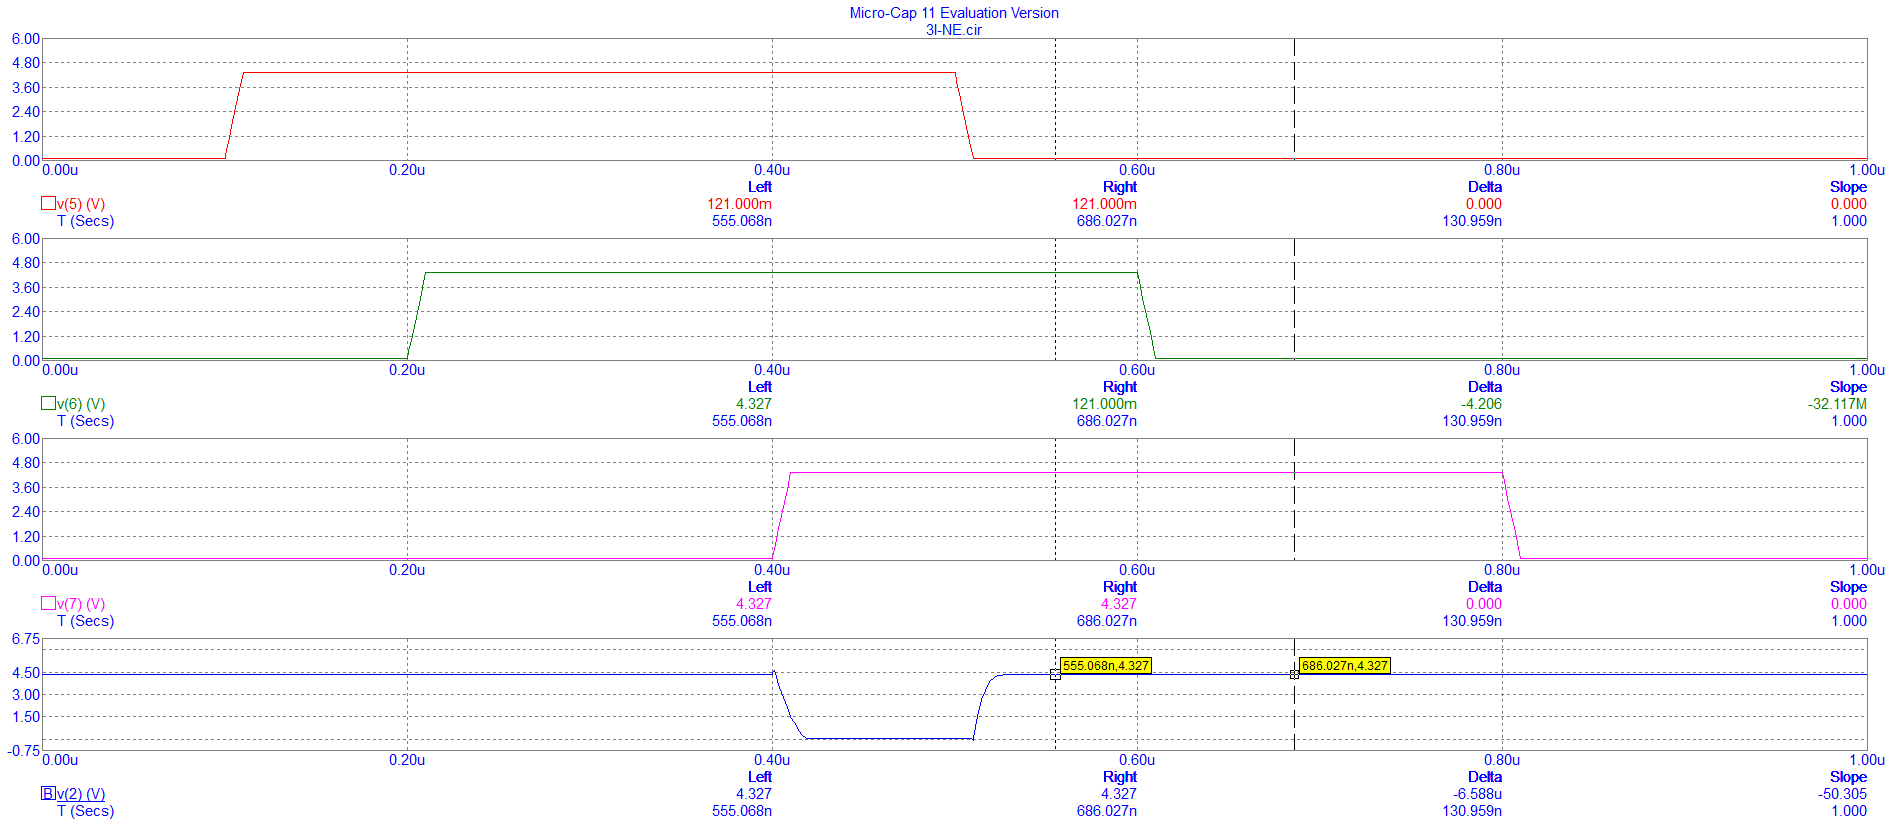 Micro-Cap 11 Evaluation Version
3I-NE.cir
6.00
4.80
3.60
2.40
1.20
0.00
0.00u 0.20u 0.40u 0.60u 0.80u 1.00u
Left Right Delta Slope
v(5) (V) 121.000m 121.000m 0.000 0.000
T (Secs) 555.068n 686.027n 130.959n 1.000
6.00
4.80
3.60
2.40
1.20
0.00
0.00u 0.20u 0.40u 0.60u 0.80u 1.00u
Left Right Delta Slope
v(6) (V) 4.327 121.000m -4.206 -32.117M
T (Secs) 555.068n 686.027n 130.959n 1.000
6.00
4.80
3.60
2.40
1.20
0.00
0.00u 0.20u 0.40u 0.60u 0.80u 1.00u
Left Right Delta Slope
v(7) (V) 4.327 4.327 0.000 0.000
T (Secs) 555.068n 686.027n 130.959n 1.000
6.75
555.068n,4.327 686.027n,4.327
4.50
3.00
1.50
-0.75
0.00u 0.20u 0.40u 0.60u 0.80u 1.00u
Left Right Delta Slope
B v(2) (V) 4.327 4.327 -6.588u -50.305
T (Secs) 555.068n 686.027n 130.959n 1.000